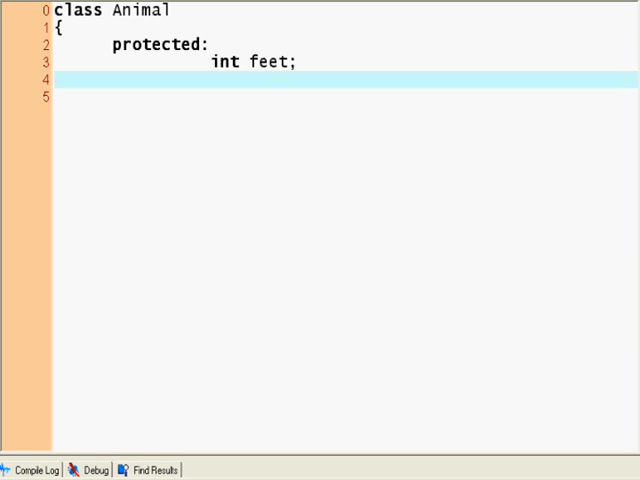 0 class Animal
1 {
2 protected:
3 int feet;
4
5
Compile Log Debug Find Results